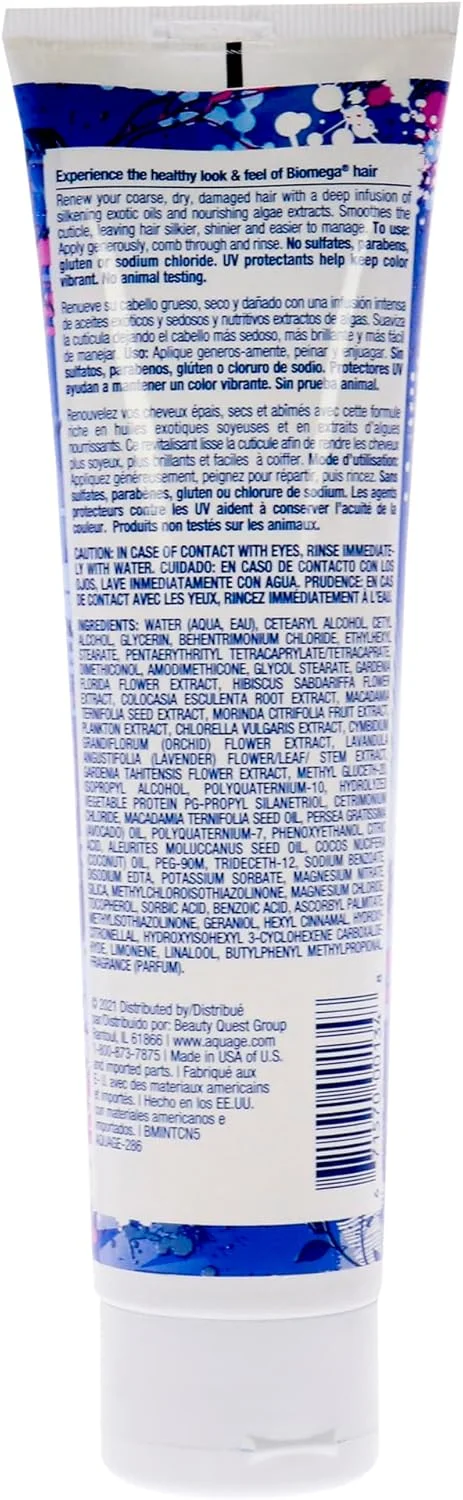 Experience the healthy look & feel of Biomega® hair
Renew your coarse, dry, damaged hair with a deep infusion of
silkening exotic oils and nourishing algae extracts. Smoothes the
cuticle, leaving hair silkier, shinier and easier to manage. To use:
Apply generously, comb through and rinse. No sulfates, parabens,
gluten or sodium chloride. UV protectants help keep color
vibrant. No animal testing.
Renueve su cabello grueso, seco y dañado con una infusión intensa
de aceites exóticos y sedosos y nutritivos extractos de algas. Suaviza
la cutícula dejando el cabello más sedoso, más brillante y más fácil
de manejar. Uso: Aplique generos-amente, peinar y enjuagar. Sin
sulfatos, parabenos, glúten o cloruro de sodio. Protectores UV
ayudan a mantener un color vibrante. Sin prueba animal.
Renouvelez vos cheveux épais, secs et abîmés avec cette formule
riche en huiles exotiques soyeuses et en extraits d'algues
nourrissants. Ce revitalisant lisse la cuticule afin de rendre les cheveux
plus soyeux, plus brillants et faciles à coiffer. Mode d'utilisation:
Appliquez généreusement, peignez pour répartir, puis rincez. Sans
sulfates, parabènes, gluten ou chlorure de sodium. Les agents
protecteurs contre les UV aident à conserver l'acuité de la
couleur. Produits non testés sur les animaux.
CAUTION: IN CASE OF CONTACT WITH EYES, RINSE IMMEDIATE-
LY WITH WATER. CUIDADO: EN CASO DE CONTACTO CON LOS
OJOS, LAVE INMEDIATAMENTE CON AGUA. PRUDENCE: EN CAS
DE CONTACT AVEC LES YEUX, RINCEZ IMMÉDIATEMENT À L'EAU.
INGREDIENTS: WATER (AQUA, EAU), CETEARYL ALCOHOL, CETYL
ALCOHOL, GLYCERIN, BEHENTRIMONIUM CHLORIDE, ETHYLHEXYL
STEARATE, PENTAERYTHRITYL TETRACAPRYLATE/TETRACAPRATE,
DIMETHICONOL, AMODIMETHICONE, GLYCOL STEARATE, GARDENIA
FLORIDA FLOWER EXTRACT, HIBISCUS SABDARIFFA FLOWER
EXTRACT, COLOCASIA ESCULENTA ROOT EXTRACT, MACADAMIA
TERNIFOLIA SEED EXTRACT, MORINDA CITRIFOLIA FRUIT EXTRACT,
PLANKTON EXTRACT, CHLORELLA VULGARIS EXTRACT, CYMBIDIUM
GRANDIFLORUM (ORCHID) FLOWER EXTRACT, LAVANDULA
ANGUSTIFOLIA (LAVENDER) FLOWER/LEAF/ STEM EXTRACT,
GARDENIA TAHITENSIS FLOWER EXTRACT, METHYL GLUCETH-20,
ISOPROPYL ALCOHOL, POLYQUATERNIUM-10, HYDROLYZED
VEGETABLE PROTEIN PG-PROPYL SILANETRIOL, CETRIMONIUM
CHLORIDE, MACADAMIA TERNIFOLIA SEED OIL, PERSEA GRATISSIMA
(AVOCADO) OIL, POLYQUATERNIUM-7, PHENOXYETHANOL, CITRIC
ACID, ALEURITES MOLUCCANUS SEED OIL, COCOS NUCIFERA
(COCONUT) OIL, PEG-90M, TRIDECETH-12, SODIUM BENZOATE,
DISODIUM EDTA, POTASSIUM SORBATE, MAGNESIUM NITRATE,
SILICA, METHYLCHLOROISOTHIAZOLINONE, MAGNESIUM CHLORIDE,
TOCOPHEROL, SORBIC ACID, BENZOIC ACID, ASCORBYL PALMITATE,
METHYLISOTHIAZOLINONE, GERANIOL, HEXYL CINNAMAL, HYDROXY-
CITRONELLAL, HYDROXYISOHEXYL 3-CYCLOHEXENE CARBOXALDE-
HYDE, LIMONENE, LINALOOL, BUTYLPHENYL METHYLPROPIONAL,
FRAGRANCE (PARFUM).
© 2021 Distributed by/Distribué
par/Distribuido por: Beauty Quest Group
Rantoul, IL 61866 | www.aquage.com
1-800-873-7875 | Made in USA of U.S.
and imported parts. | Fabriqué aux
É-U. avec des materiaux americains
et importés. | Hecho en los EE.UU.
con materiales americanos e
importados. | BMINTCN5
AQUAGE-286